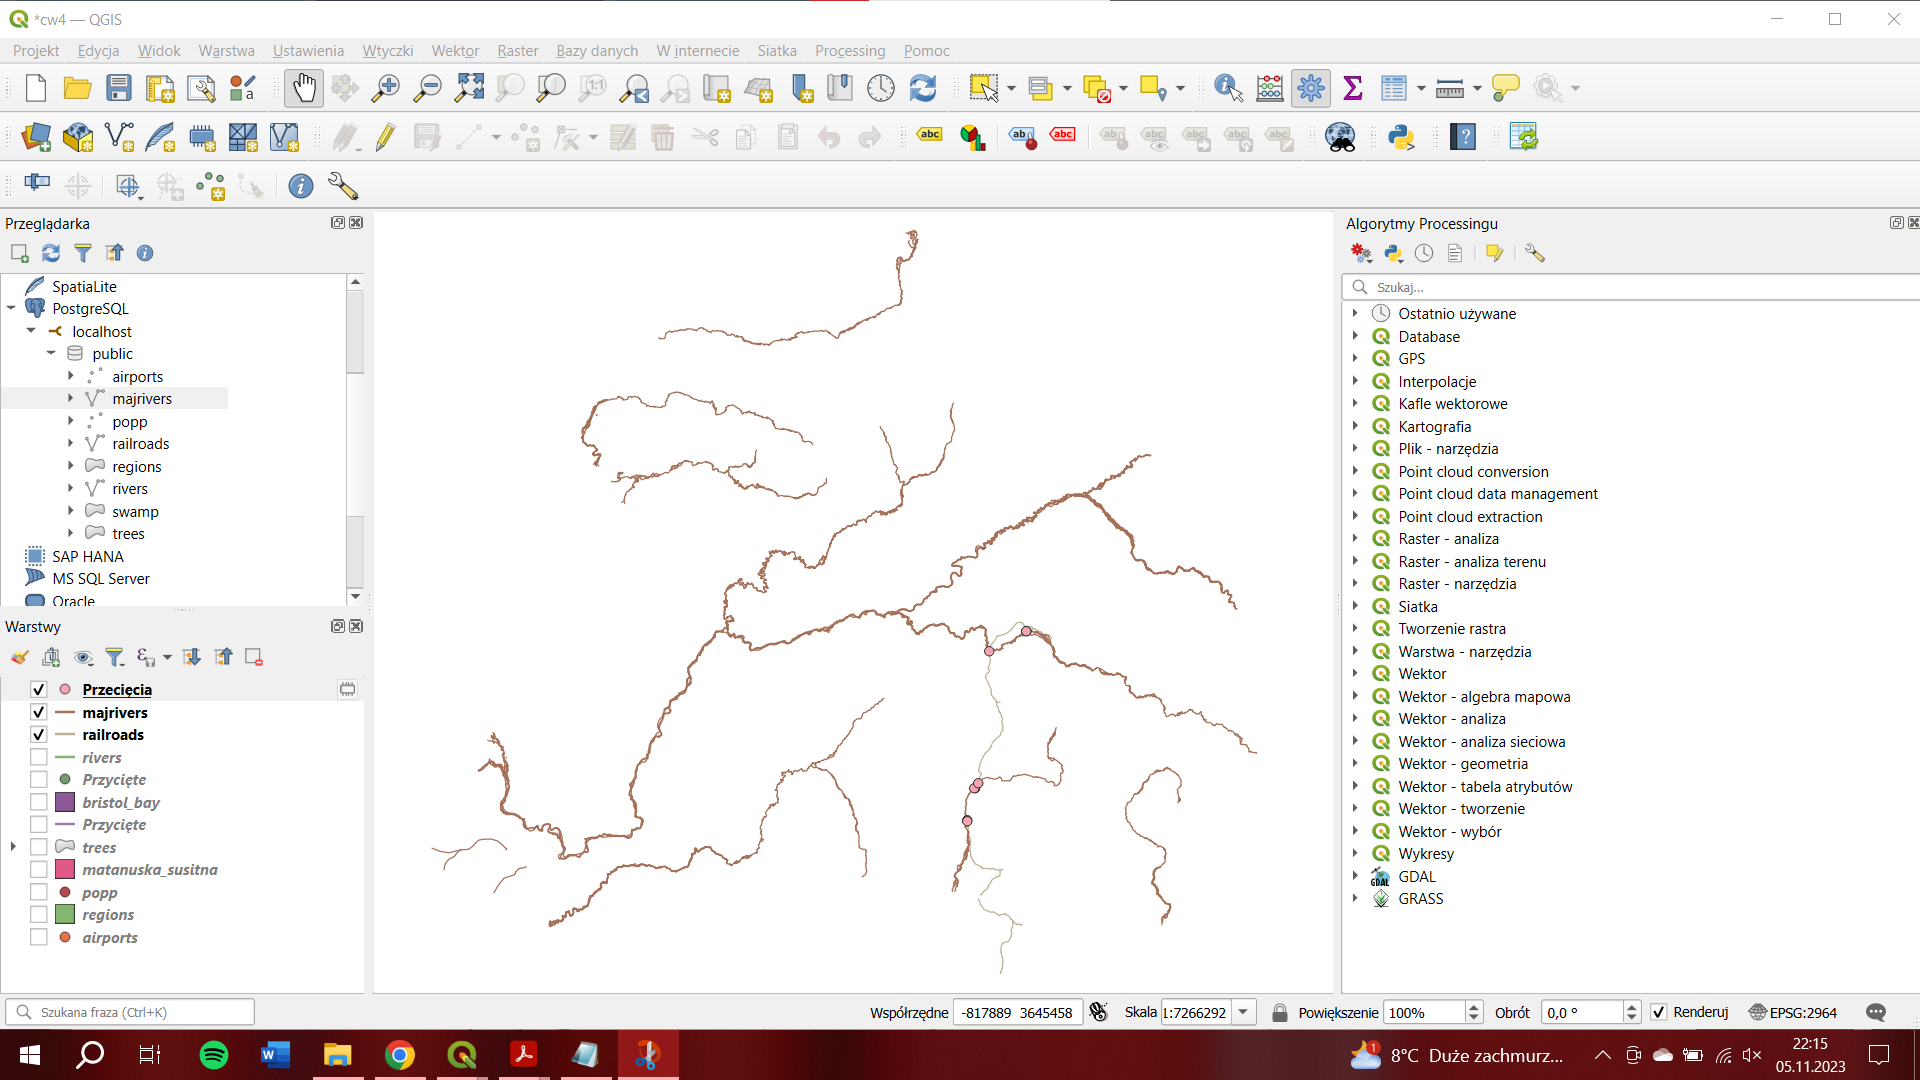 *cw4 — QGIS
Projekt Edycja Widok Warstwa Ustawienia Wtyczki Wektor Raster Bazy danych W internecie Siatka Processing Pomoc
Przeglądarka
SpatiaLite
PostgreSQL
localhost
public
airports
majrivers
popp
railroads
regions
rivers
swamp
trees
SAP HANA
MS SQL Server
Oracle
Warstwy
Przecięcia
majrivers
railroads
rivers
Przycięte
bristol_bay
Przycięte
trees
matanuska_susitna
popp
regions
airports
Algorytmy Processingu
Szukaj...
Ostatnio używane
Database
GPS
Interpolacje
Kafle wektorowe
Kartografia
Plik - narzędzia
Point cloud conversion
Point cloud data management
Point cloud extraction
Raster - analiza
Raster - analiza terenu
Raster - narzędzia
Siatka
Tworzenie rastra
Warstwa - narzędzia
Wektor
Wektor - algebra mapowa
Wektor - analiza
Wektor - analiza sieciowa
Wektor - geometria
Wektor - tabela atrybutów
Wektor - tworzenie
Wektor - wybór
Wykresy
GDAL
GRASS
Szukana fraza (Ctrl+K)
Współrzędne -817889 3645458 Skala 1:7266292 Powiększenie 100% Obrót 0,0 ° Renderuj EPSG:2964
8°C Duże zachmurz...
22:15
05.11.2023